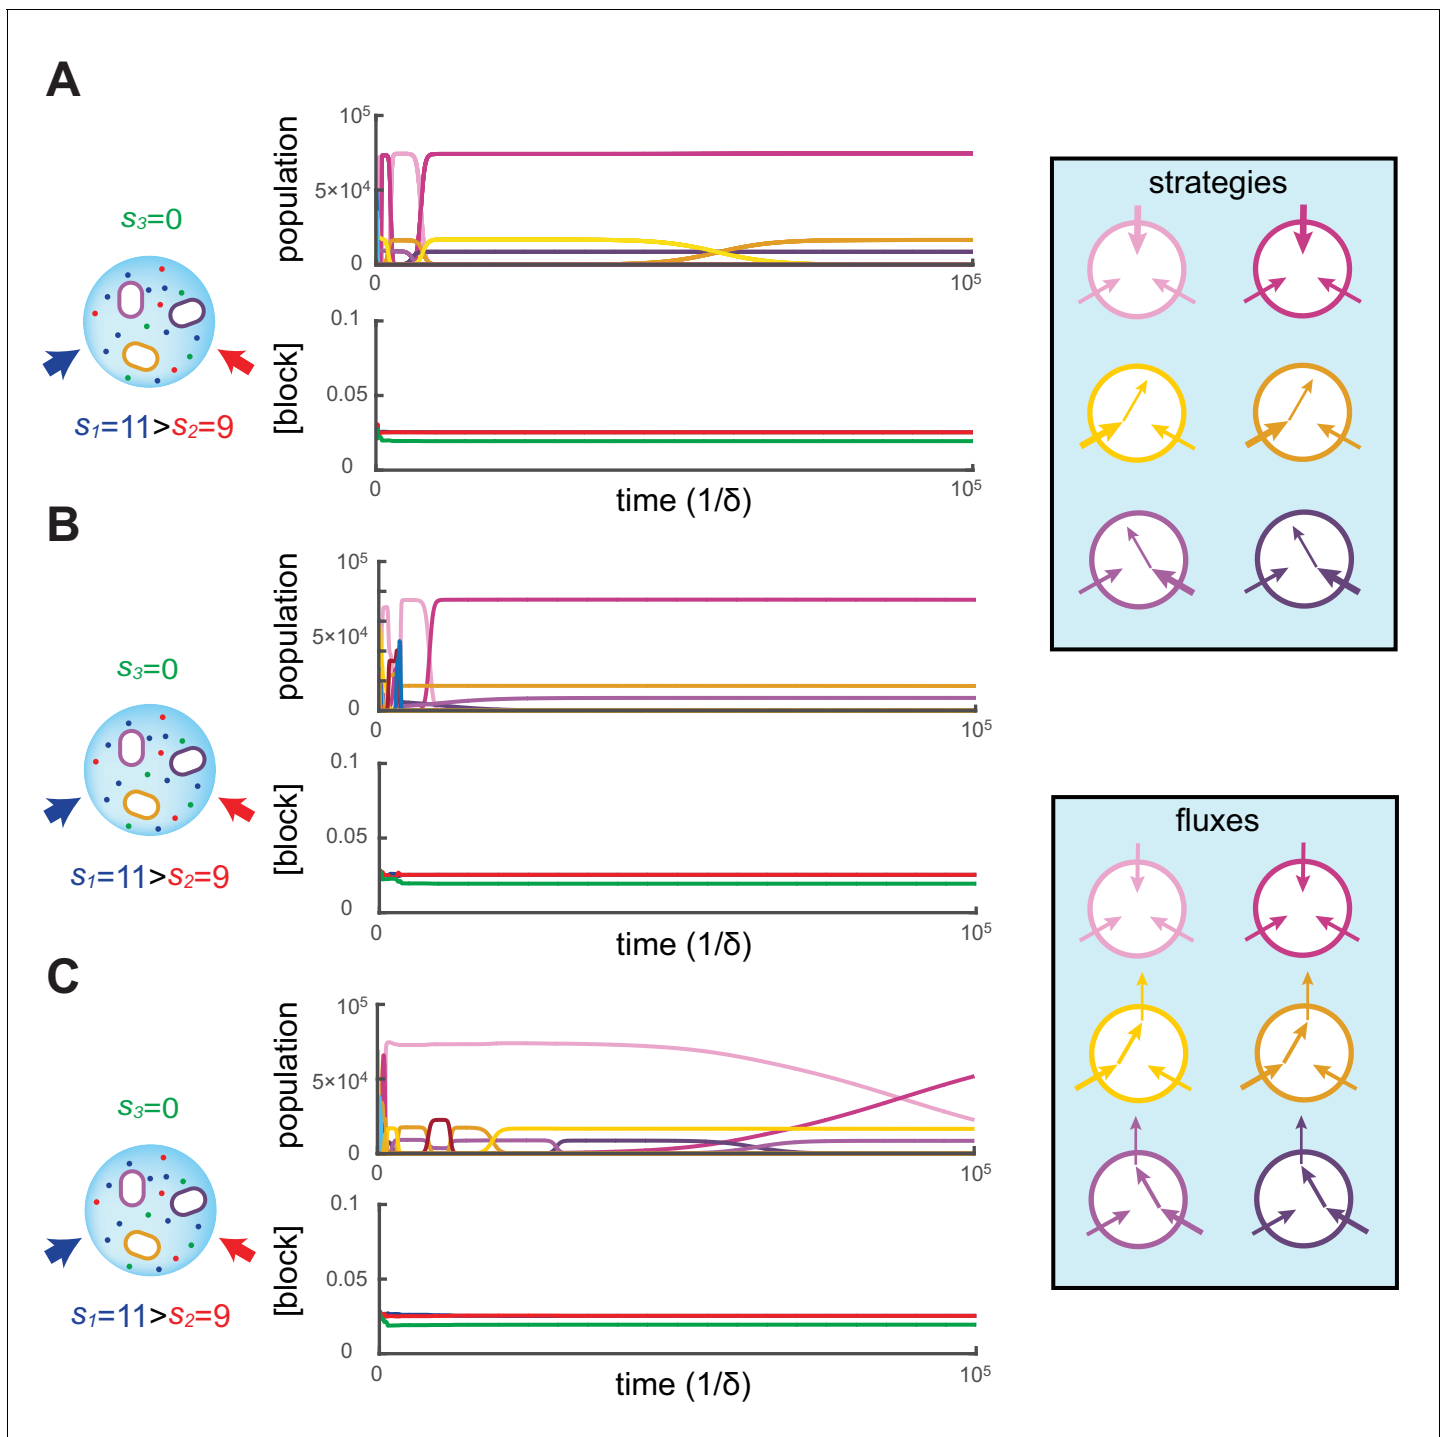 A
s3=0
s1=11>s2=9
population
10^5
5×10^4
0
0
10^5
[block]
0.1
0.05
0
0
10^5
time (1/δ)
B
s3=0
s1=11>s2=9
population
10^5
5×10^4
0
0
10^5
[block]
0.1
0.05
0
0
10^5
time (1/δ)
C
s3=0
s1=11>s2=9
population
10^5
5×10^4
0
0
10^5
[block]
0.1
0.05
0
0
10^5
time (1/δ)
strategies
fluxes